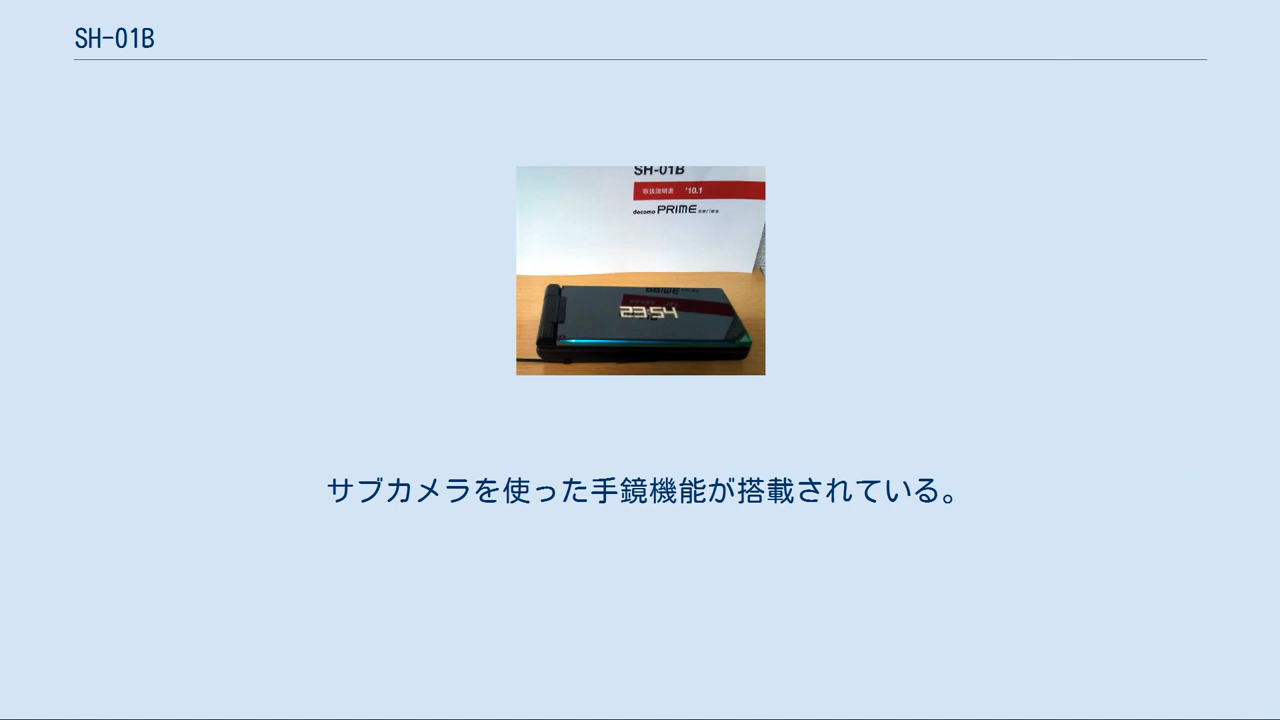 SH-01B
SH-01B
取扱説明書 '10.1
docomo PRIME series
23:54
サブカメラを使った手鏡機能が搭載されている。